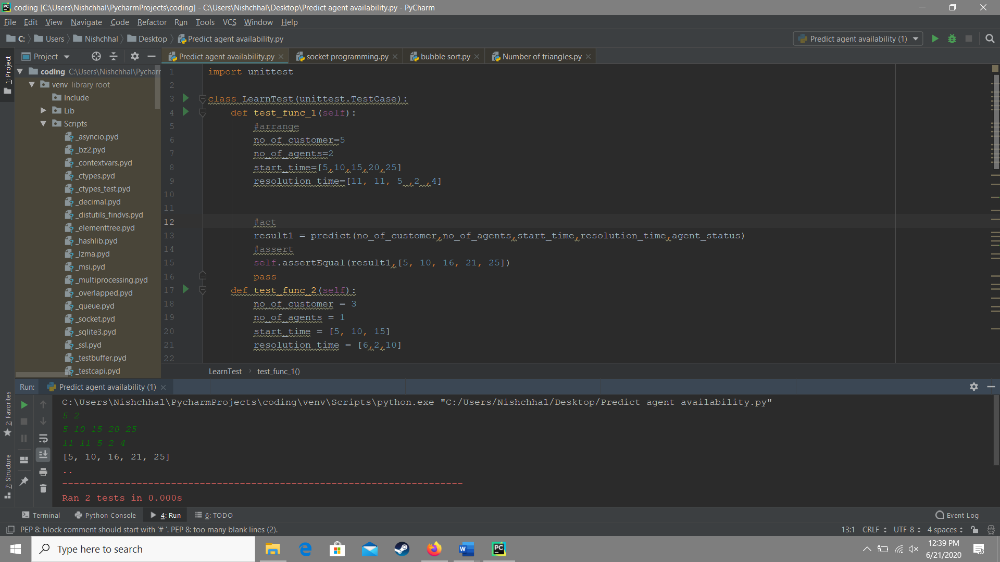 coding [C:\Users\Nishchhal\PycharmProjects\coding] - C:\Users\Nishchhal\Desktop\Predict agent availability.py - PyCharm
File Edit View Navigate Code Refactor Run Tools VCS Window Help
C: Users Nishchhal Desktop Predict agent availability.py
Predict agent availability (1)
1: Project
Project
Predict agent availability.py socket programming.py bubble sort.py Number of triangles.py
coding C:\Users\Nishchhal\Pychar
venv library root
Include
Lib
Scripts
_asyncio.pyd
_bz2.pyd
_contextvars.pyd
_ctypes.pyd
_ctypes_test.pyd
_decimal.pyd
_distutils_findvs.pyd
_elementtree.pyd
_hashlib.pyd
_lzma.pyd
_msi.pyd
_multiprocessing.pyd
_overlapped.pyd
_queue.pyd
_socket.pyd
_sqlite3.pyd
_ssl.pyd
_testbuffer.pyd
_testcapi.pyd
1 import unittest
2
3 class LearnTest(unittest.TestCase):
4 def test_func_1(self):
5 #arrange
6 no_of_customer=5
7 no_of_agents=2
8 start_time=[5,10,15,20,25]
9 resolution_time=[11, 11, 5 ,2 ,4]
10
11
12 #act
13 result1 = predict(no_of_customer,no_of_agents,start_time,resolution_time,agent_status)
14 #assert
15 self.assertEqual(result1,[5, 10, 16, 21, 25])
16 pass
17 def test_func_2(self):
18 no_of_customer = 3
19 no_of_agents = 1
20 start_time = [5, 10, 15]
21 resolution_time = [6,2,10]
22
LearnTest test_func_1()
Run: Predict agent availability (1)
2: Favorites
7: Structure
C:\Users\Nishchhal\PycharmProjects\coding\venv\Scripts\python.exe "C:/Users/Nishchhal/Desktop/Predict agent availability.py"
5 2
5 10 15 20 25
11 11 5 2 4
[5, 10, 16, 21, 25]
..
----------------------------------------------------------------------
Ran 2 tests in 0.000s
Terminal Python Console 4: Run 6: TODO Event Log
PEP 8: block comment should start with '# '. PEP 8: too many blank lines (2). 13:1 CRLF UTF-8 4 spaces
Type here to search
12:39 PM
6/21/2020